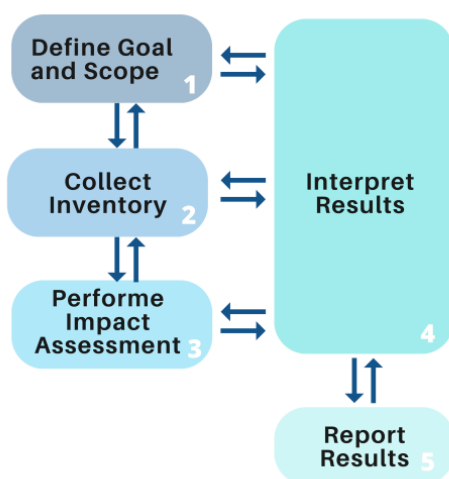 Define Goal
and Scope
1
Collect
Inventory
2
Performe
Impact
Assessment
3
Interpret
Results
4
Report
Results
5